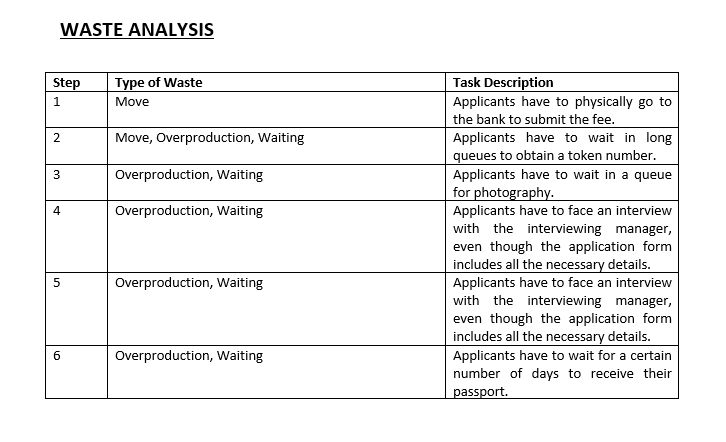 WASTE ANALYSIS
Step Type of Waste Task Description
1 Move Applicants have to physically go to
the bank to submit the fee.
2 Move, Overproduction, Waiting Applicants have to wait in long
queues to obtain a token number.
3 Overproduction, Waiting Applicants have to wait in a queue
for photography.
4 Overproduction, Waiting Applicants have to face an interview
with the interviewing manager,
even though the application form
includes all the necessary details.
5 Overproduction, Waiting Applicants have to face an interview
with the interviewing manager,
even though the application form
includes all the necessary details.
6 Overproduction, Waiting Applicants have to wait for a certain
number of days to receive their
passport.